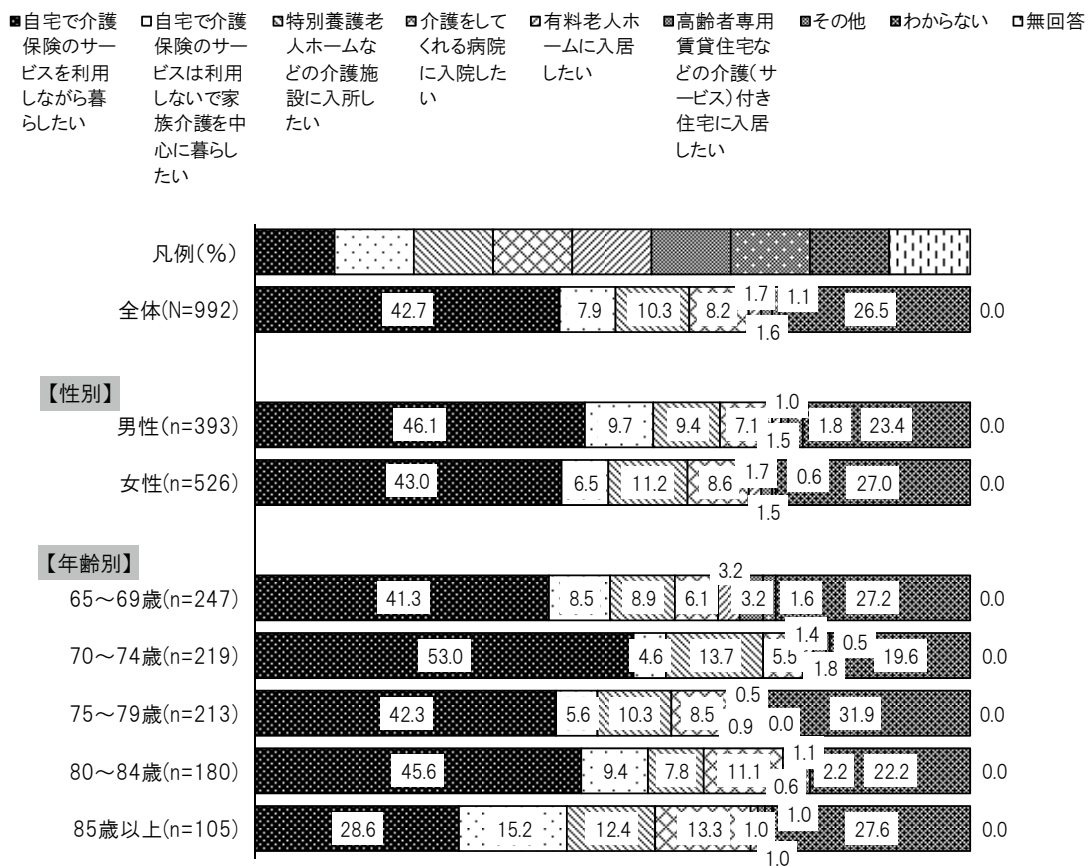 自宅で介護
保険のサー
ビスを利用
しながら暮
らしたい
自宅で介護
保険のサー
ビスは利用
しないで家
族介護を中
心に暮らし
たい
特別養護老
人ホームな
どの介護施
設に入所し
たい
介護をして
くれる病院
に入院した
い
有料老人ホ
ームに入居
したい
高齢者専用
賃貸住宅な
どの介護(サ
ービス)付き
住宅に入居
したい
その他
わからない
無回答
凡例(%)
全体(N=992) 42.7 7.9 10.3 8.2 1.7 1.6 1.1 26.5 0.0
【性別】
男性(n=393) 46.1 9.7 9.4 7.1 1.0 1.5 1.8 23.4 0.0
女性(n=526) 43.0 6.5 11.2 8.6 1.7 1.5 0.6 27.0 0.0
【年齢別】
65～69歳(n=247) 41.3 8.5 8.9 6.1 3.2 3.2 1.6 27.2 0.0
70～74歳(n=219) 53.0 4.6 13.7 5.5 1.4 1.8 0.5 19.6 0.0
75～79歳(n=213) 42.3 5.6 10.3 8.5 0.9 0.5 0.0 31.9 0.0
80～84歳(n=180) 45.6 9.4 7.8 11.1 0.6 1.1 2.2 22.2 0.0
85歳以上(n=105) 28.6 15.2 12.4 13.3 1.0 1.0 1.0 27.6 0.0